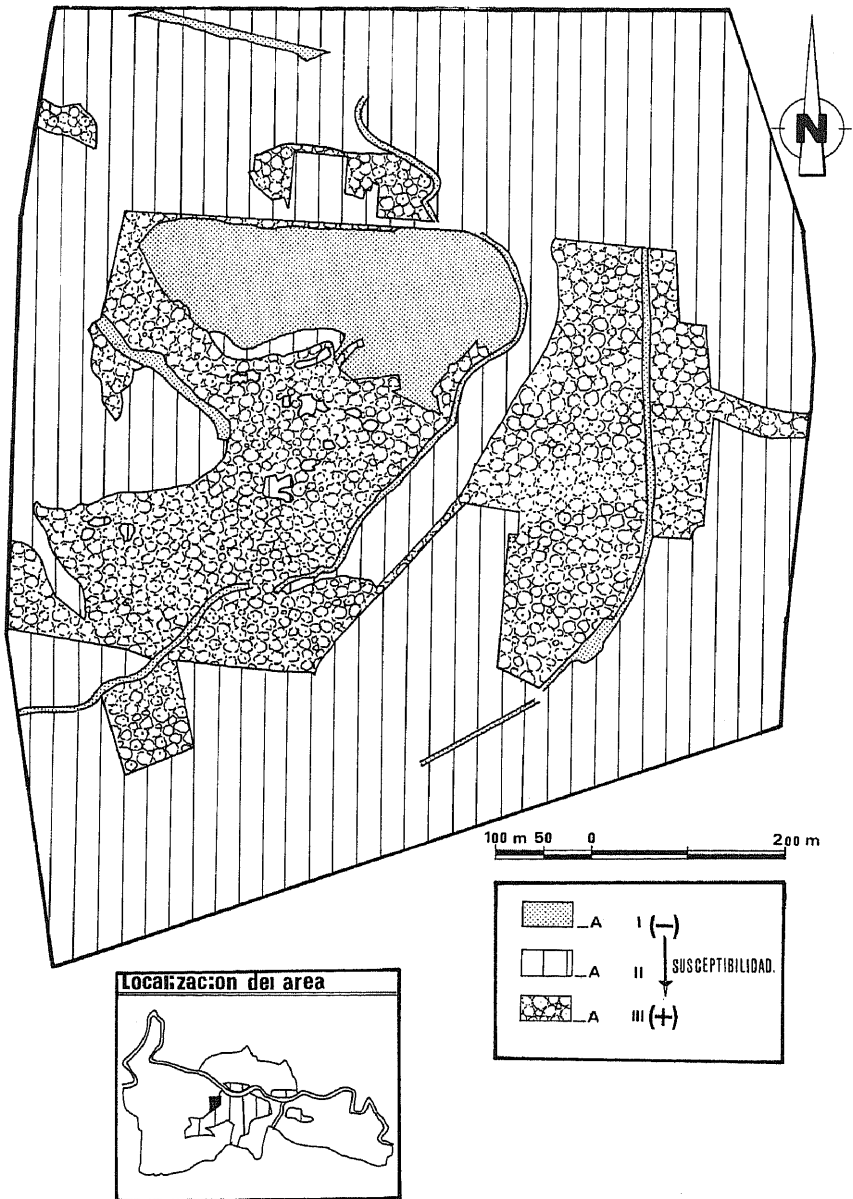 N
100 m 50 0 200 m
_A I (−)
_A II SUSCEPTIBILIDAD.
_A III (+)
Localizacion del area